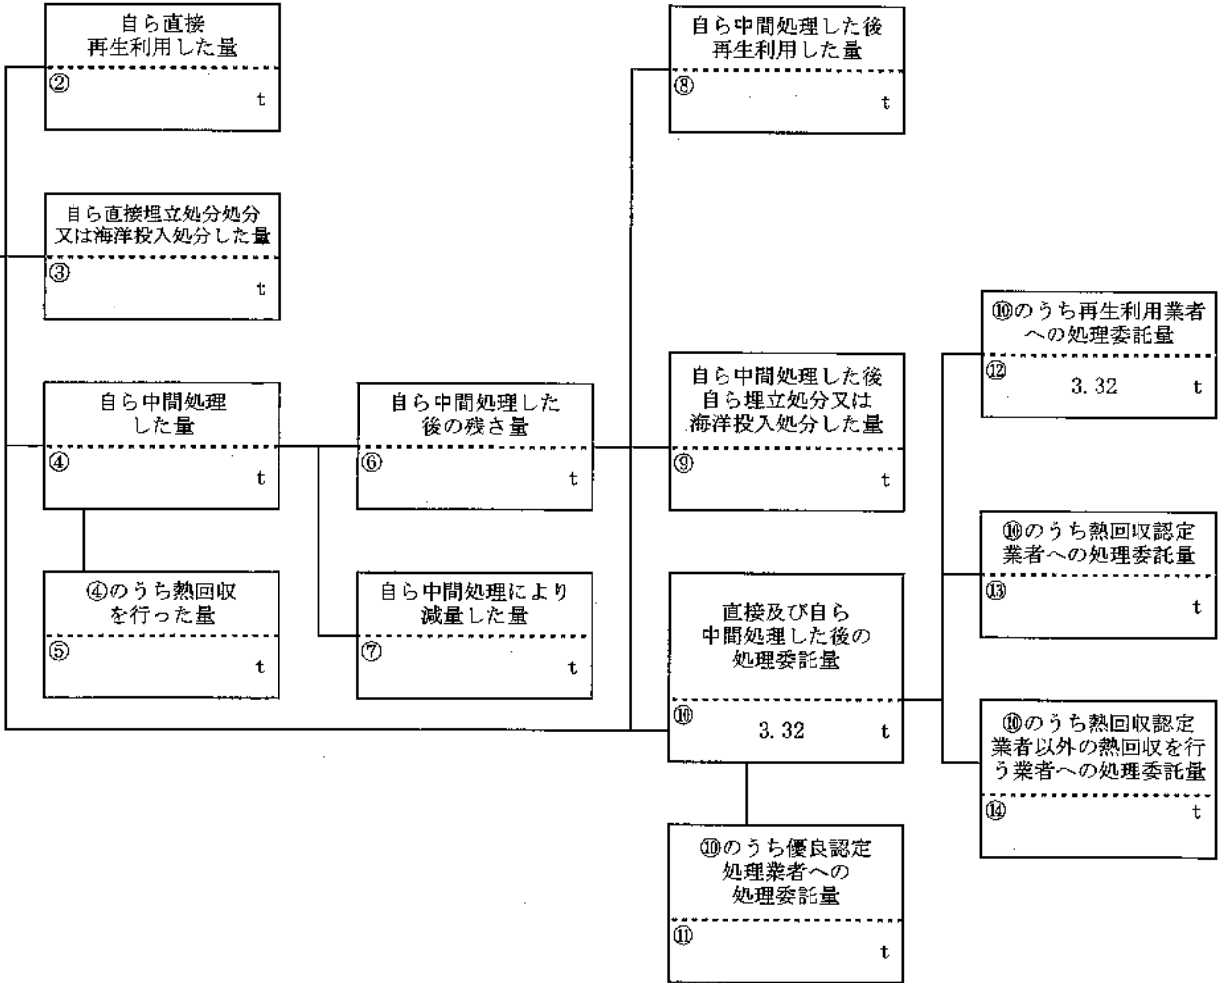 自ら直接
再生利用した量
②
t
自ら中間処理した後
再生利用した量
⑧
t
自ら直接埋立処分処分
又は海洋投入処分した量
③
t
⑩のうち再生利用業者
への処理委託量
⑫
3.32 t
自ら中間処理
した量
④
t
自ら中間処理した
後の残さ量
⑥
t
自ら中間処理した後
自ら埋立処分又は
海洋投入処分した量
⑨
t
⑩のうち熱回収認定
業者への処理委託量
⑬
t
④のうち熱回収
を行った量
⑤
t
自ら中間処理により
減量した量
⑦
t
直接及び自ら
中間処理した後の
処理委託量
⑩
3.32 t
⑩のうち熱回収認定
業者以外の熱回収を行
う業者への処理委託量
⑭
t
⑩のうち優良認定
処理業者への
処理委託量
⑪
t